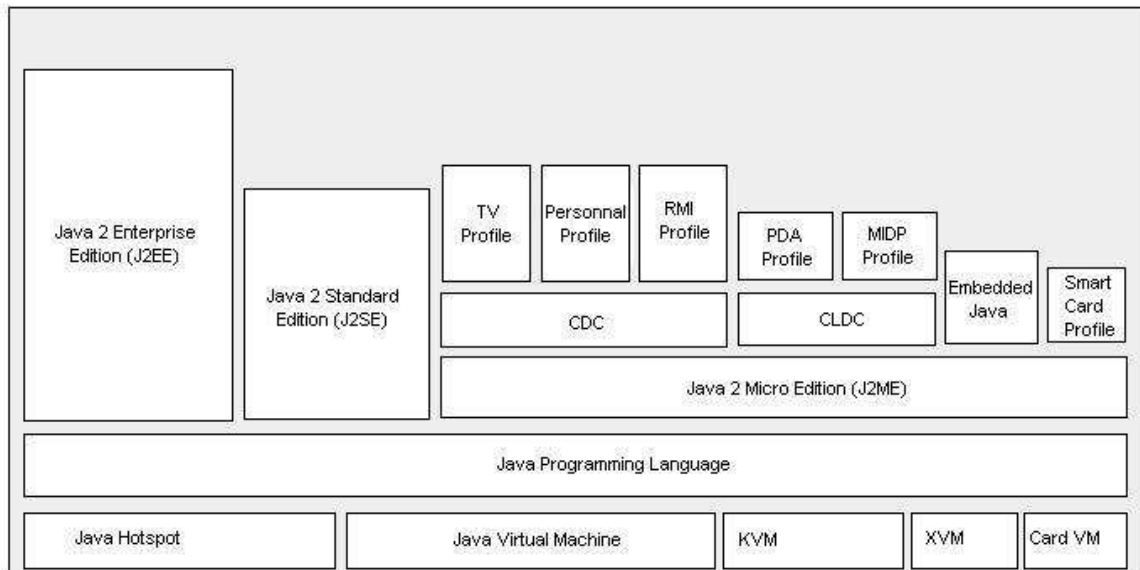 Java 2 Enterprise
Edition (J2EE)
Java 2 Standard
Edition (J2SE)
TV
Profile
Personnal
Profile
RMI
Profile
PDA
Profile
MIDP
Profile
Embedded
Java
Smart
Card
Profile
CDC
CLDC
Java 2 Micro Edition (J2ME)
Java Programming Language
Java Hotspot
Java Virtual Machine
KVM
XVM
Card VM